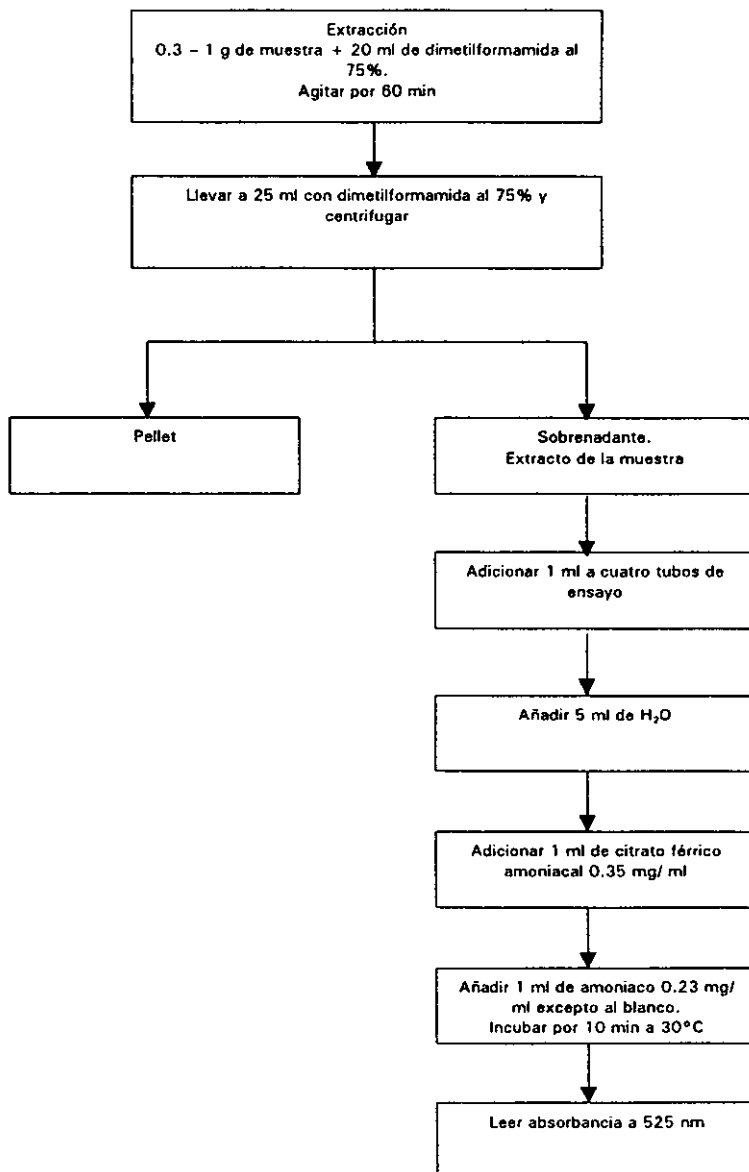 Extracción
0.3 – 1 g de muestra + 20 ml de dimetilformamida al
75%.
Agitar por 60 min
Llevar a 25 ml con dimetilformamida al 75% y
centrifugar
Pellet
Sobrenadante.
Extracto de la muestra
Adicionar 1 ml a cuatro tubos de
ensayo
Añadir 5 ml de H₂O
Adicionar 1 ml de citrato férrico
amoniacal 0.35 mg/ ml
Añadir 1 ml de amoniaco 0.23 mg/
ml excepto al blanco.
Incubar por 10 min a 30°C
Leer absorbancia a 525 nm